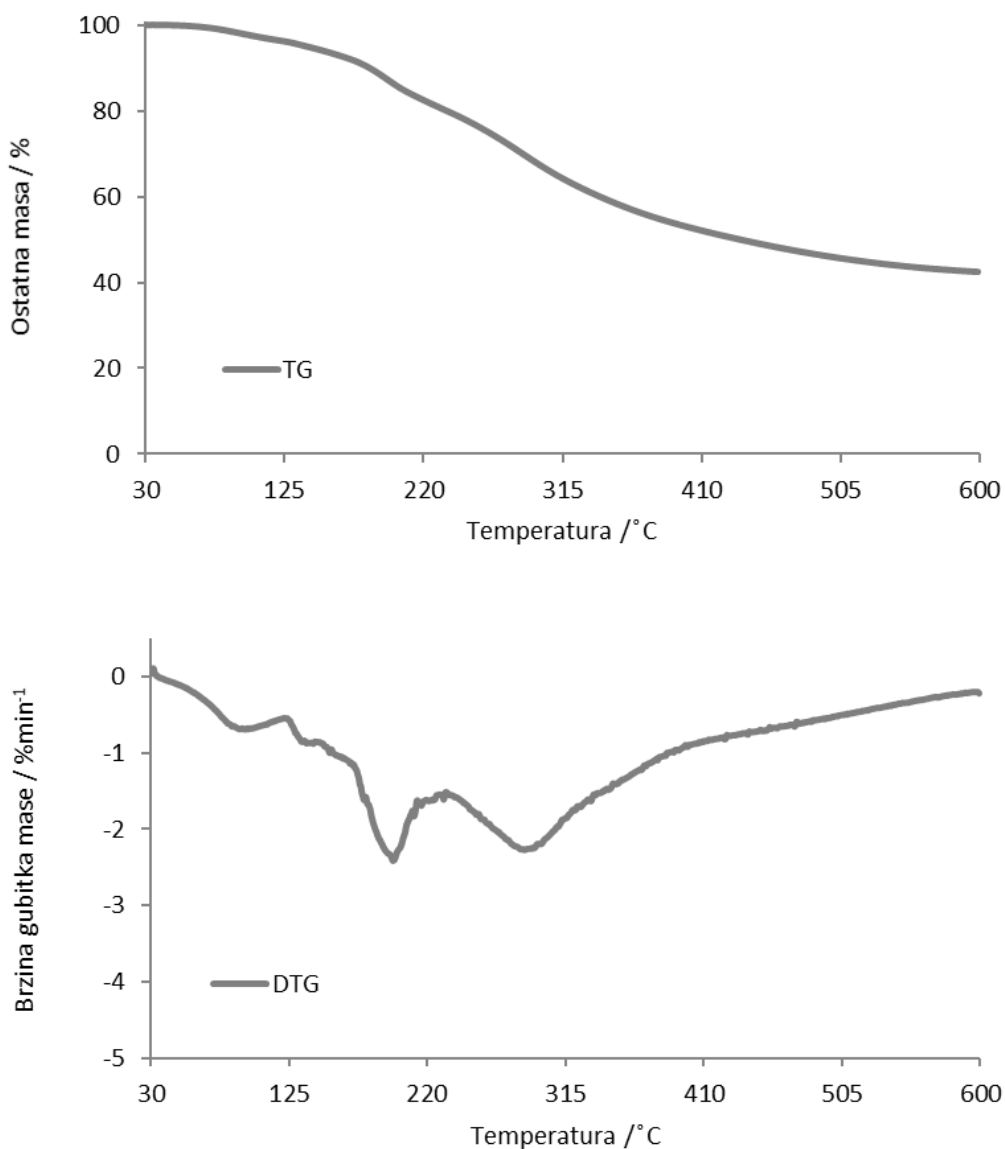 Ostatna masa / %
100
80
60
40
20
0
TG
30 125 220 315 410 505 600
Temperatura /˚C
Brzina gubitka mase / %min⁻¹
0
-1
-2
-3
-4
-5
DTG
30 125 220 315 410 505 600
Temperatura /˚C